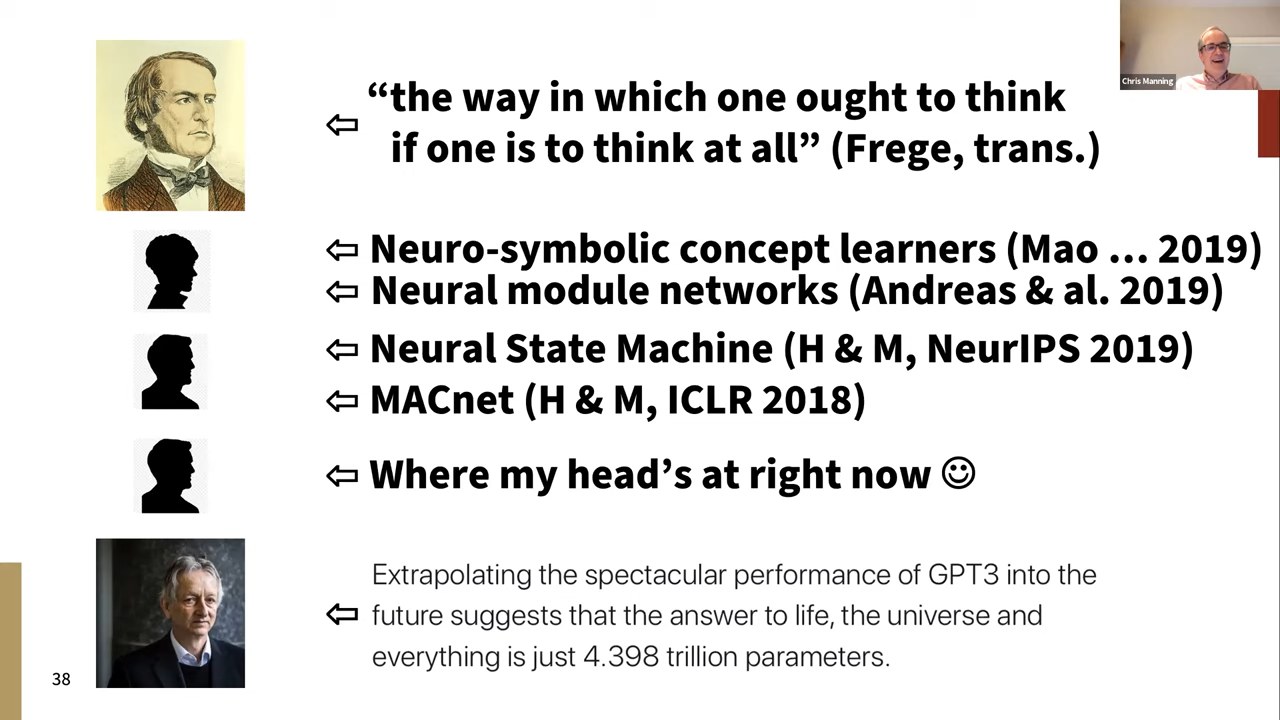 Chris Manning
“the way in which one ought to think
if one is to think at all” (Frege, trans.)
⇦ Neuro-symbolic concept learners (Mao … 2019)
⇦ Neural module networks (Andreas & al. 2019)
⇦ Neural State Machine (H & M, NeurIPS 2019)
⇦ MACnet (H & M, ICLR 2018)
⇦ Where my head’s at right now ☺
Extrapolating the spectacular performance of GPT3 into the
⇦ future suggests that the answer to life, the universe and
everything is just 4.398 trillion parameters.
38